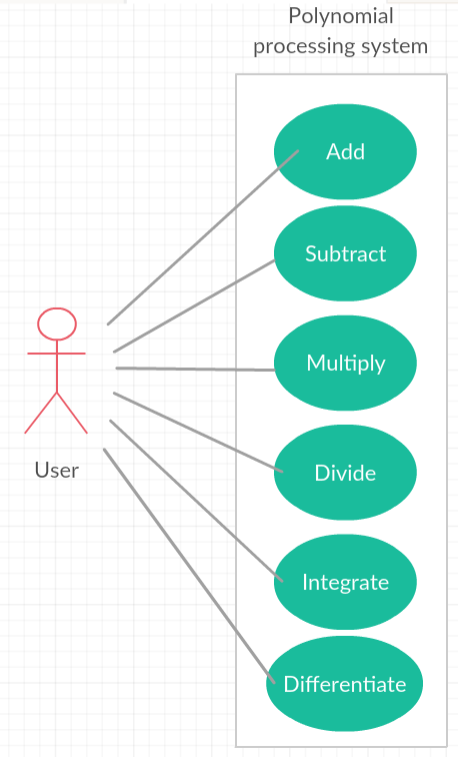 Polynomial
processing system
Add
Subtract
Multiply
Divide
Integrate
Differentiate
User